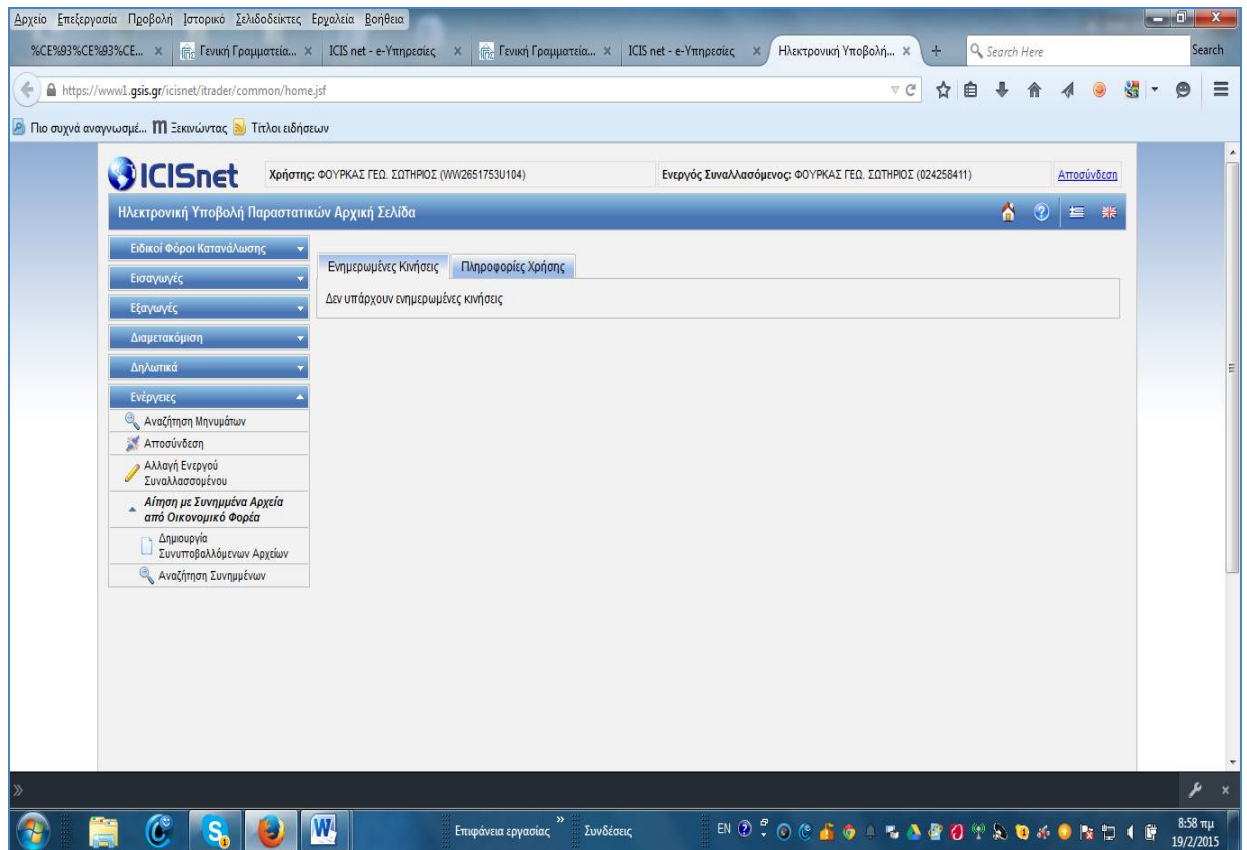 Αρχείο Επεξεργασία Προβολή Ιστορικό Σελιδοδείκτες Εργαλεία Βοήθεια
%CE%93%CE%93%CE... × Γενική Γραμματεία... × ICIS net - e-Υπηρεσίες × Γενική Γραμματεία... × ICIS net - e-Υπηρεσίες × Ηλεκτρονική Υποβολή... × + Search Here Search
https://www1.gsis.gr/icisnet/itrader/common/home.jsf
Πιο συχνά αναγνωσμέ... Ξεκινώντας Τίτλοι ειδήσεων
ICISnet Χρήστης: ΦΟΥΡΚΑΣ ΓΕΩ. ΣΩΤΗΡΙΟΣ (WW2651753U104) Ενεργός Συναλλασόμενος: ΦΟΥΡΚΑΣ ΓΕΩ. ΣΩΤΗΡΙΟΣ (024258411) Αποσύνδεση
Ηλεκτρονική Υποβολή Παραστατικών Αρχική Σελίδα
Ειδικοί Φόροι Κατανάλωσης
Εισαγωγές
Εξαγωγές
Διαμετακόμιση
Δηλωτικά
Ενέργειες
Αναζήτηση Μηνυμάτων
Αποσύνδεση
Αλλαγή Ενεργού
Συναλλασσομένου
Αίτηση με Συνημμένα Αρχεία
από Οικονομικό Φορέα
Δημιουργία
Συνυποβαλλόμενων Αρχείων
Αναζήτηση Συνημμένων
Ενημερωμένες Κινήσεις Πληροφορίες Χρήσης
Δεν υπάρχουν ενημερωμένες κινήσεις
Επιφάνεια εργασίας » Συνδέσεις EN 8:58 πμ
19/2/2015